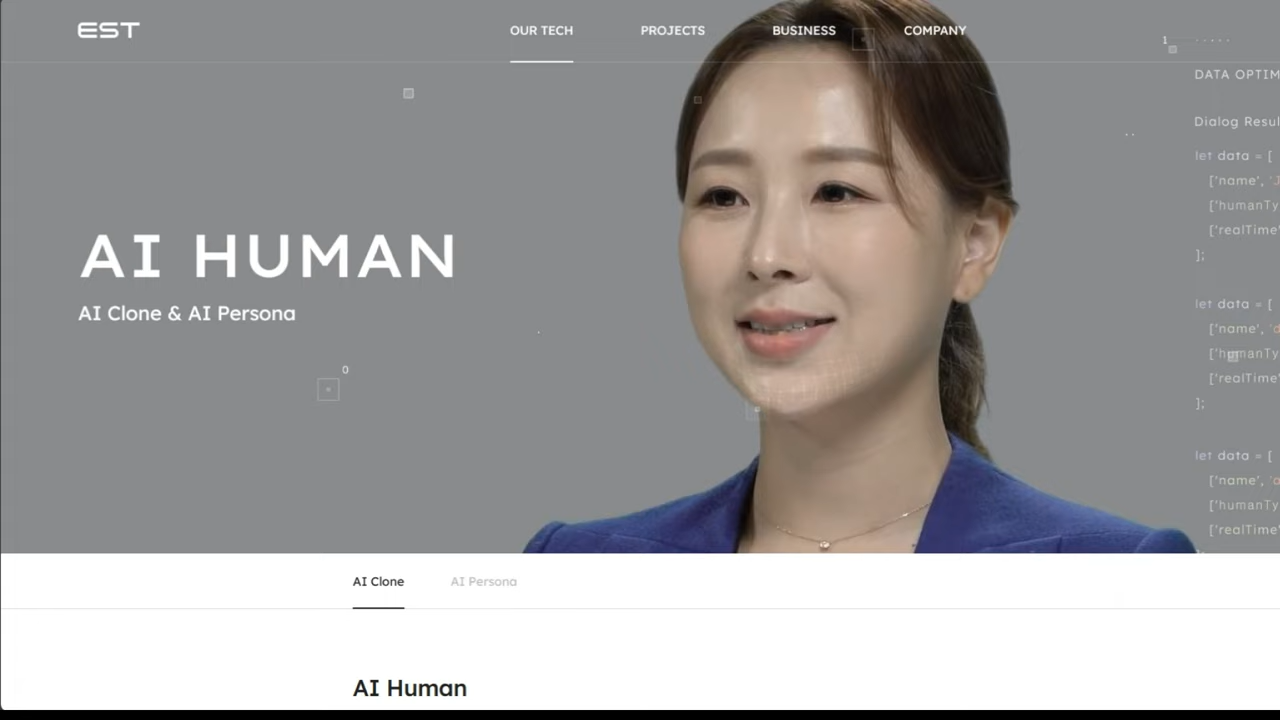 EST
OUR TECH
PROJECTS
BUSINESS
COMPANY
1
DATA OPTIM
Dialog Resul
let data = [
['name',
['humanTy
['realTime'
];
AI HUMAN
AI Clone & AI Persona
0
let data = [
['name', 'd
['humanTy
['realTime'
];
let data = [
['name', 'a
['humanTy
['realTime'
AI Clone
AI Persona
AI Human